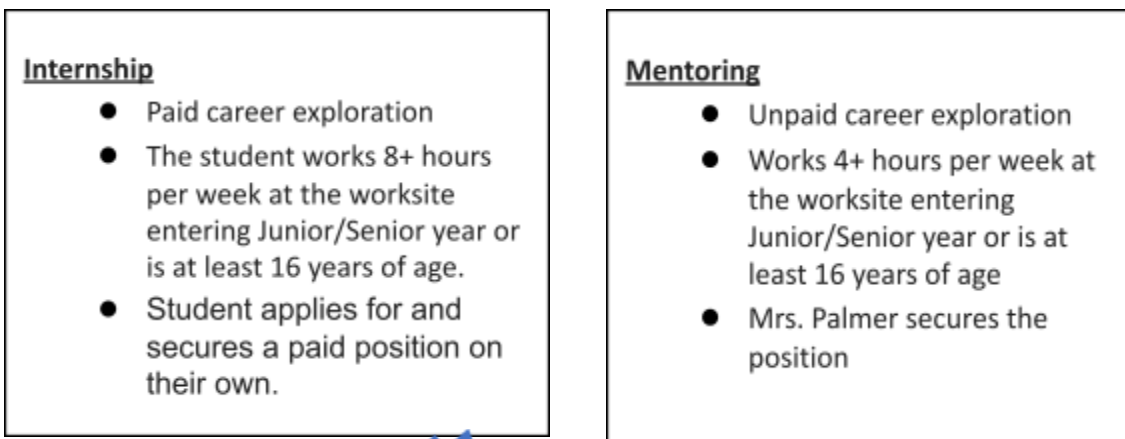 Internship
● Paid career exploration
● The student works 8+ hours
per week at the worksite
entering Junior/Senior year or
is at least 16 years of age.
● Student applies for and
secures a paid position on
their own.
Mentoring
● Unpaid career exploration
● Works 4+ hours per week at
the worksite entering
Junior/Senior year or is at
least 16 years of age
● Mrs. Palmer secures the
position